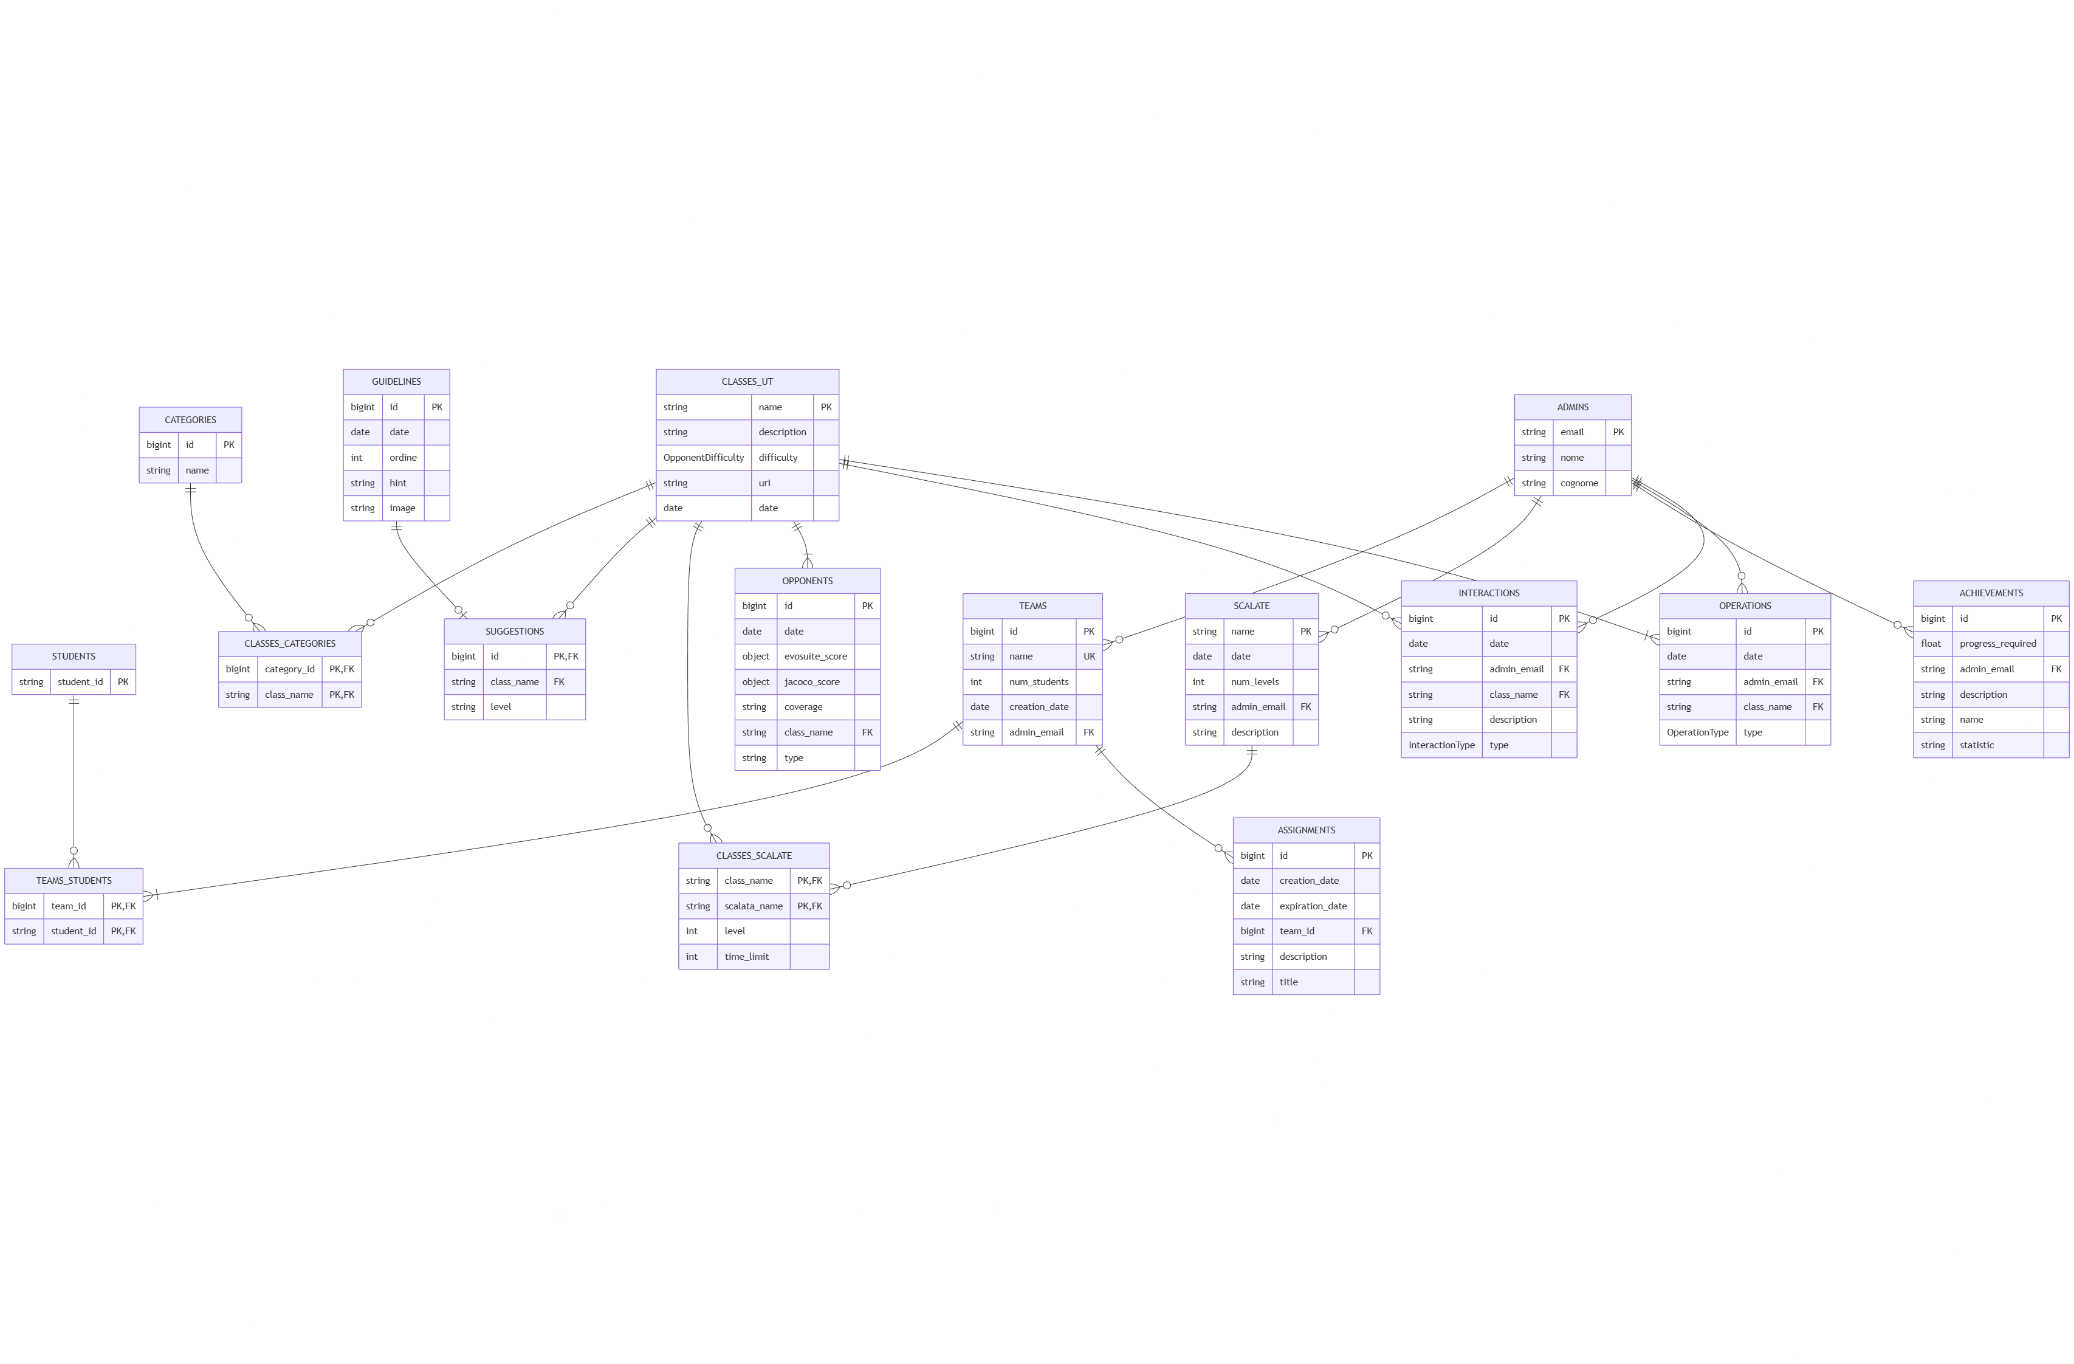 GUIDELINES
bigint id PK
date date
int ordine
string hint
string image
CLASSES_UT
string name PK
string description
OpponentDifficulty difficulty
string uri
date date
ADMINS
string email PK
string nome
string cognome
CATEGORIES
bigint id PK
string name
OPPONENTS
bigint id PK
date date
object evosuite_score
object jacoco_score
string coverage
string class_name FK
string type
INTERACTIONS
bigint id PK
date date
string admin_email FK
string class_name FK
string description
InteractionType type
ACHIEVEMENTS
bigint id PK
float progress_required
string admin_email FK
string description
string name
string statistic
TEAMS
bigint id PK
string name UK
int num_students
date creation_date
string admin_email FK
SCALATE
string name PK
date date
int num_levels
string admin_email FK
string description
OPERATIONS
bigint id PK
date date
string admin_email FK
string class_name FK
OperationType type
SUGGESTIONS
bigint id PK,FK
string class_name FK
string level
CLASSES_CATEGORIES
bigint category_id PK,FK
string class_name PK,FK
STUDENTS
string student_id PK
ASSIGNMENTS
bigint id PK
date creation_date
date expiration_date
bigint team_id FK
string description
string title
CLASSES_SCALATE
string class_name PK,FK
string scalata_name PK,FK
int level
int time_limit
TEAMS_STUDENTS
bigint team_id PK,FK
string student_id PK,FK